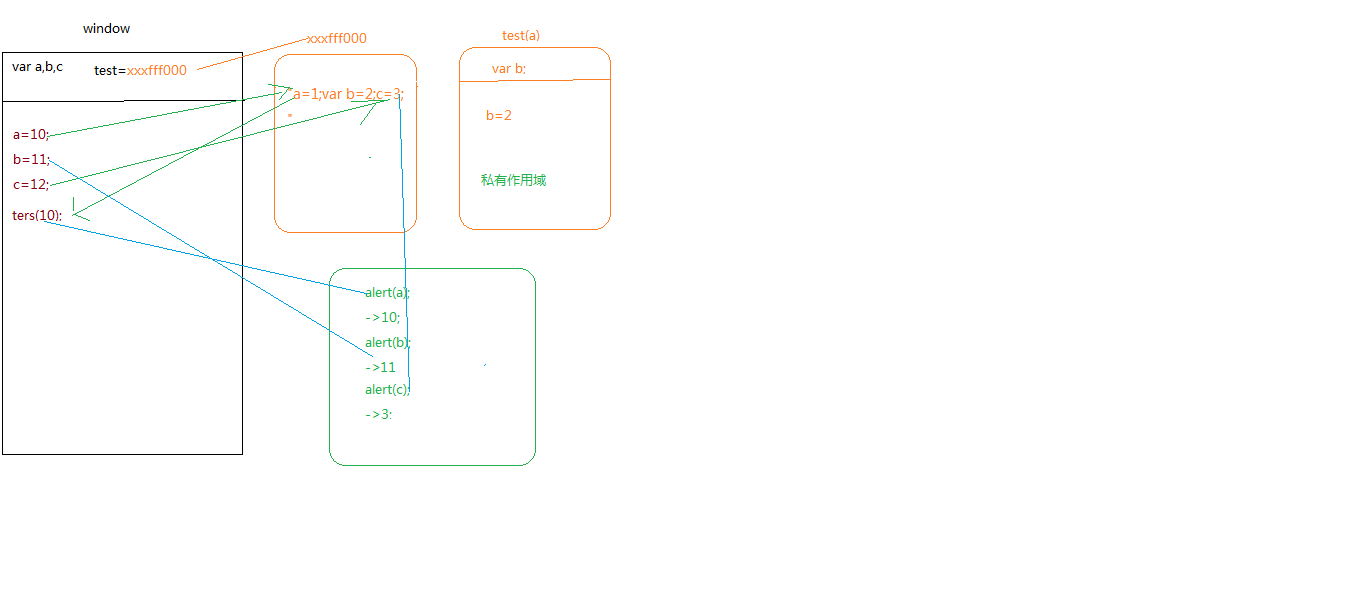 window
var a,b,c
test=xxxfff000
a=10;
b=11;
c=12;
ters(10);
xxxfff000
a=1;var b=2;c=3;
test(a)
var b;
b=2
私有作用域
alert(a);
->10;
alert(b);
->11
alert(c);
->3;